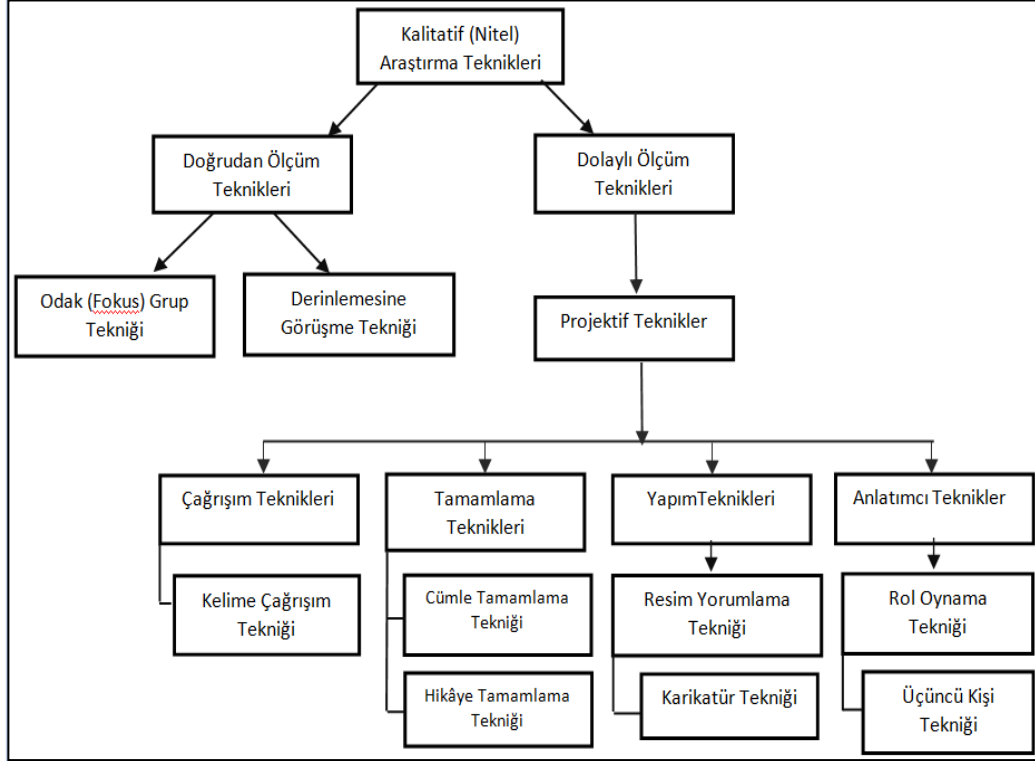 Kalitatif (Nitel)
Araştırma Teknikleri
Doğrudan Ölçüm
Teknikleri
Dolaylı Ölçüm
Teknikleri
Odak (Fokus) Grup
Tekniği
Derinlemesine
Görüşme Tekniği
Projektif Teknikler
Çağrışım Teknikleri
Tamamlama
Teknikleri
YapımTeknikleri
Anlatımcı Teknikler
Kelime Çağrışım
Tekniği
Cümle Tamamlama
Tekniği
Resim Yorumlama
Tekniği
Rol Oynama
Tekniği
Hikâye Tamamlama
Tekniği
Karikatür Tekniği
Üçüncü Kişi
Tekniği